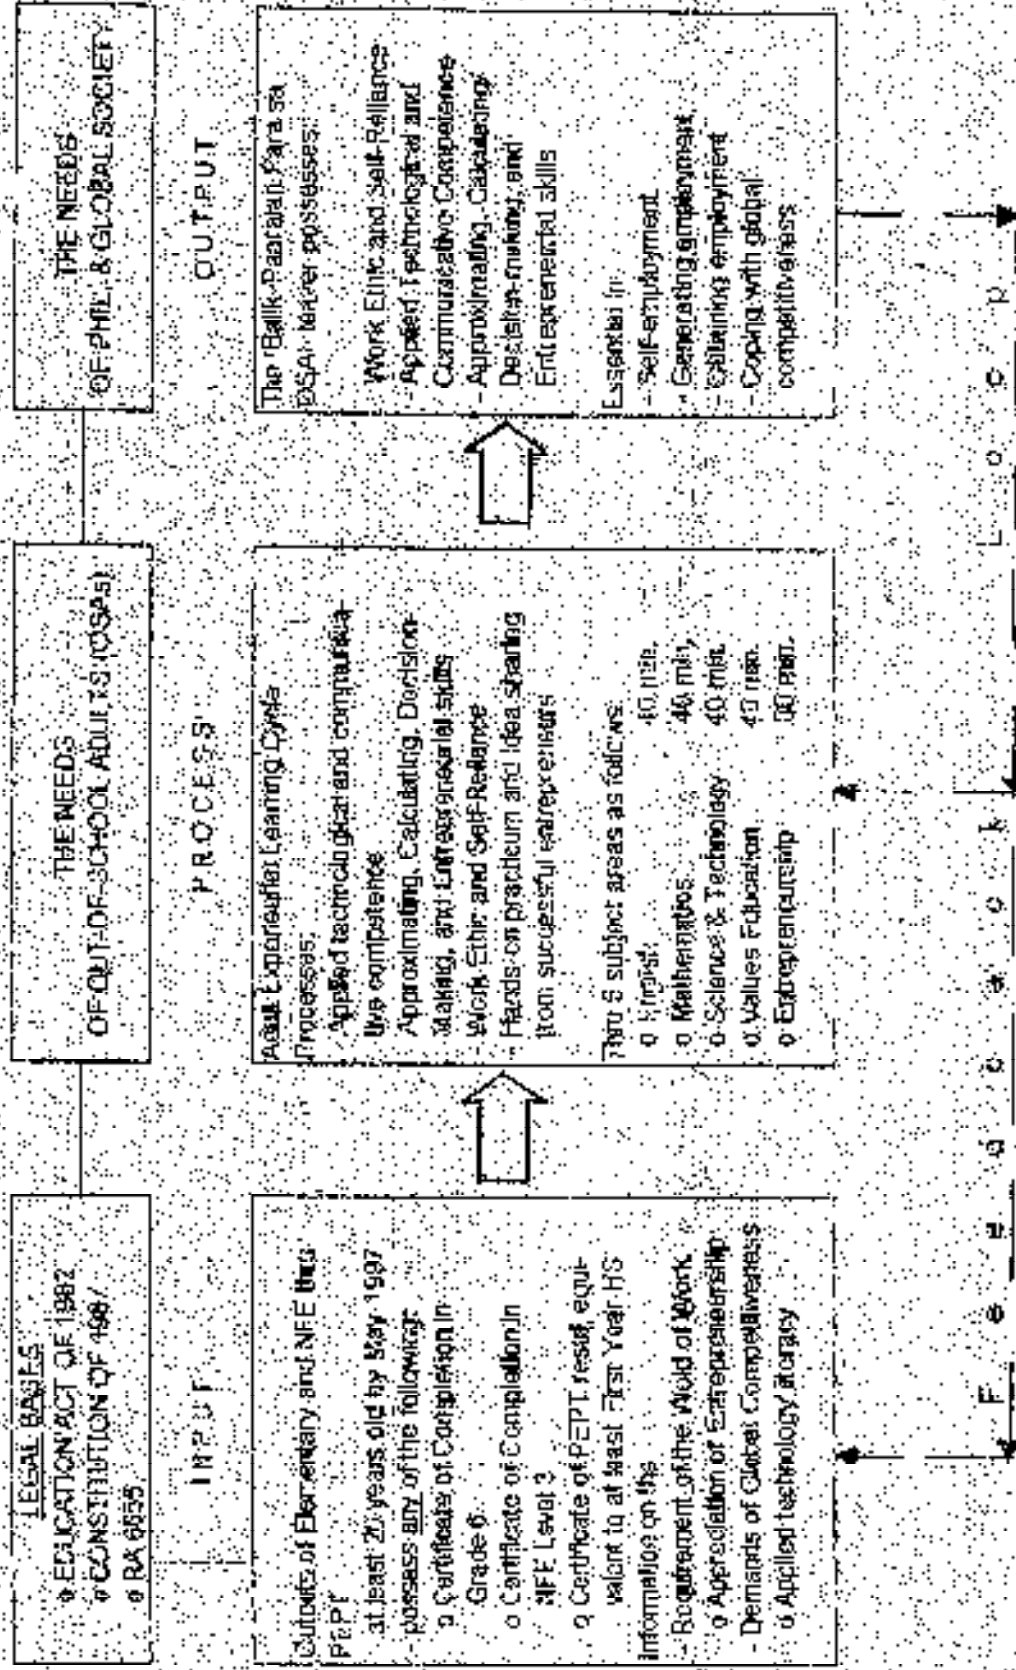 LEGAL BASES
o EDUCATION ACT OF 1982
o CONSTITUTION OF 1987
o RA 6655
THE NEEDS
OF OUT-OF-SCHOOL ADULTS (OSAs)
THE NEEDS
OF PHIL. & GLOBAL SOCIETY
INPUT
Outputs of Elementary and NFE thru
PEPT
at least 20 years old by May 1997
- possess any of the following:
o Certificate of Completion in
Grade 6
o Certificate of Completion in
NFE Level 3
o Certificate of PEPT result, equi-
valent to at least First Year HS
Information on the
- Requirement of the World of Work
o Appreciation of Entrepreneurship
- Demands of Global Competitiveness
o Applied technology literacy
PROCESS
Adult Experiential Learning Cycle
Processes:
Applied technological and communica-
tive competence
Approximating, Calculating, Decision-
Making, and Entrepreneurial skills
- Work Ethic and Self-Reliance
- Hands-on practicum and idea sharing
from successful entrepreneurs
Thru 5 subject areas as follows:
o 40 min.
o Mathematics 40 min.
o Science & Technology 40 min.
o Values Education 40 min.
o Entrepreneurship min.
OUTPUT
The "Balik-Paaralan Para sa
OSA" leaver possesses:
Work Ethic and Self-Reliance
- Applied Technological and
Communicative Competence
- Approximating, Calculating,
Decision-making, and
Entreprenental skills
Essential in:
- Self-employment
- Generating employment
- employment
- Coping with global
competitiveness
Feedback Loop